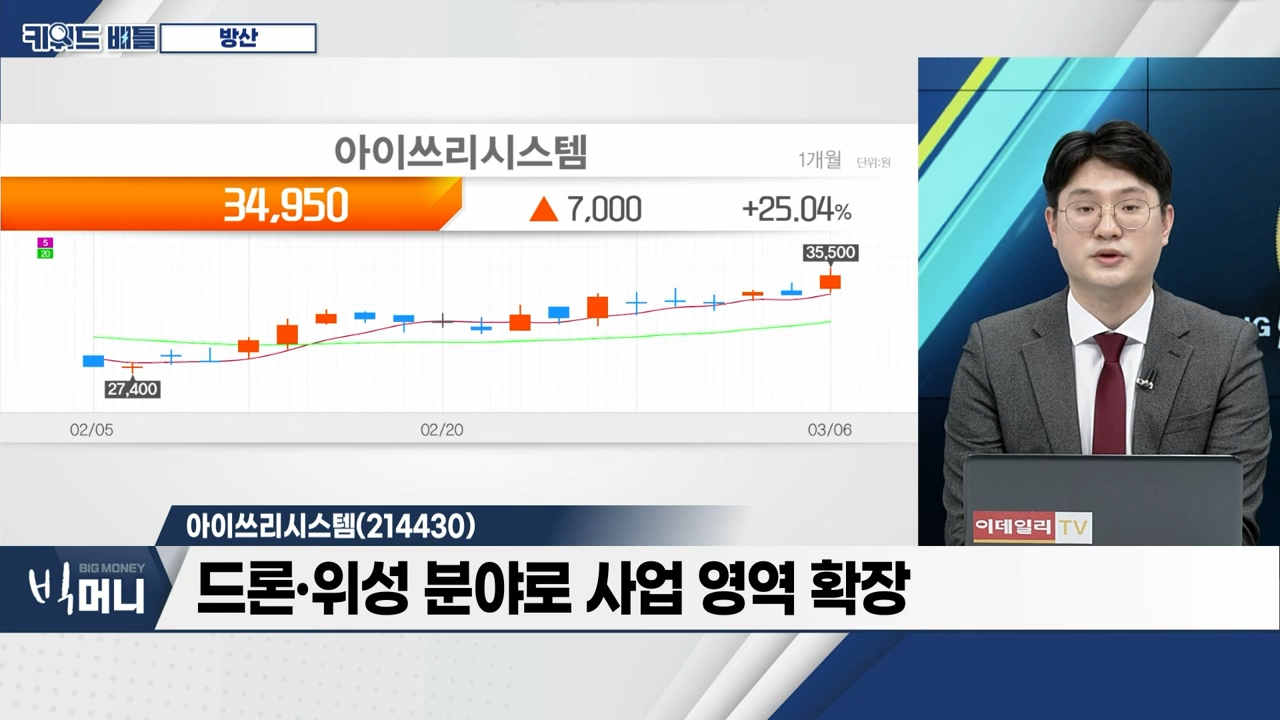 키워드 배틀
방산
아이쓰리시스템
1개월 단위:원
34,950 ▲ 7,000 +25.04%
5
20
35,500
27,400
02/05 02/20 03/06
아이쓰리시스템(214430)
BIG MONEY
빅머니
드론·위성 분야로 사업 영역 확장
이데일리TV